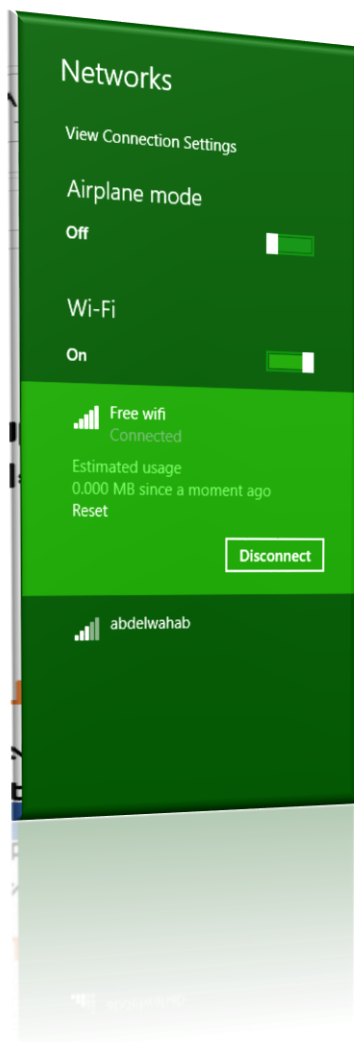 Networks
View Connection Settings
Airplane mode
Off
Wi-Fi
On
Free wifi
Connected
Estimated usage
0.000 MB since a moment ago
Reset
Disconnect
abdelwahab